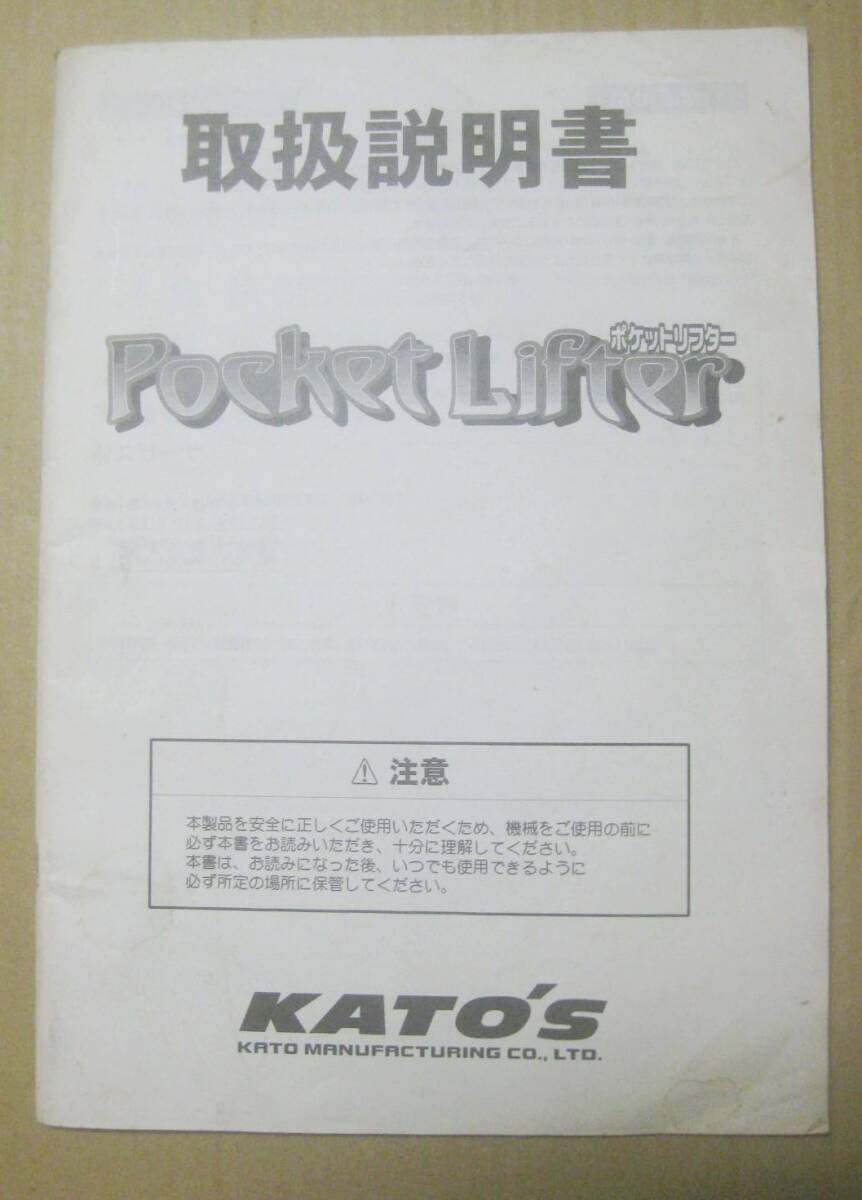 取扱説明書
ポケットリフター
Pocket Lifter
⚠ 注意
本製品を安全に正しくご使用いただくため、機械をご使用の前に
必ず本書をお読みいただき、十分に理解してください。
本書は、お読みになった後、いつでも使用できるように
必ず所定の場所に保管してください。
KATO'S
KATO MANUFACTURING CO., LTD.